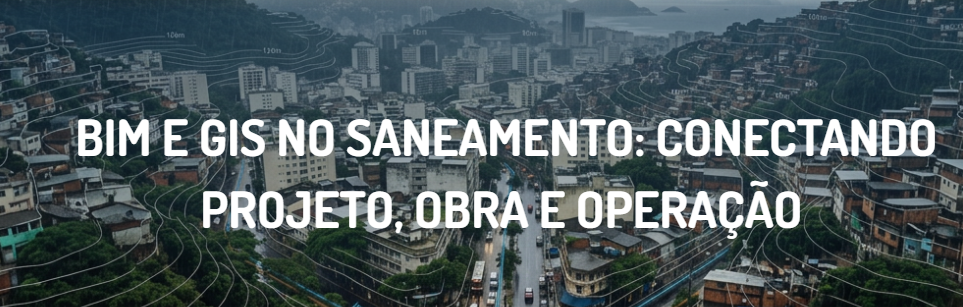 BIM E GIS NO SANEAMENTO: CONECTANDO
PROJETO, OBRA E OPERAÇÃO